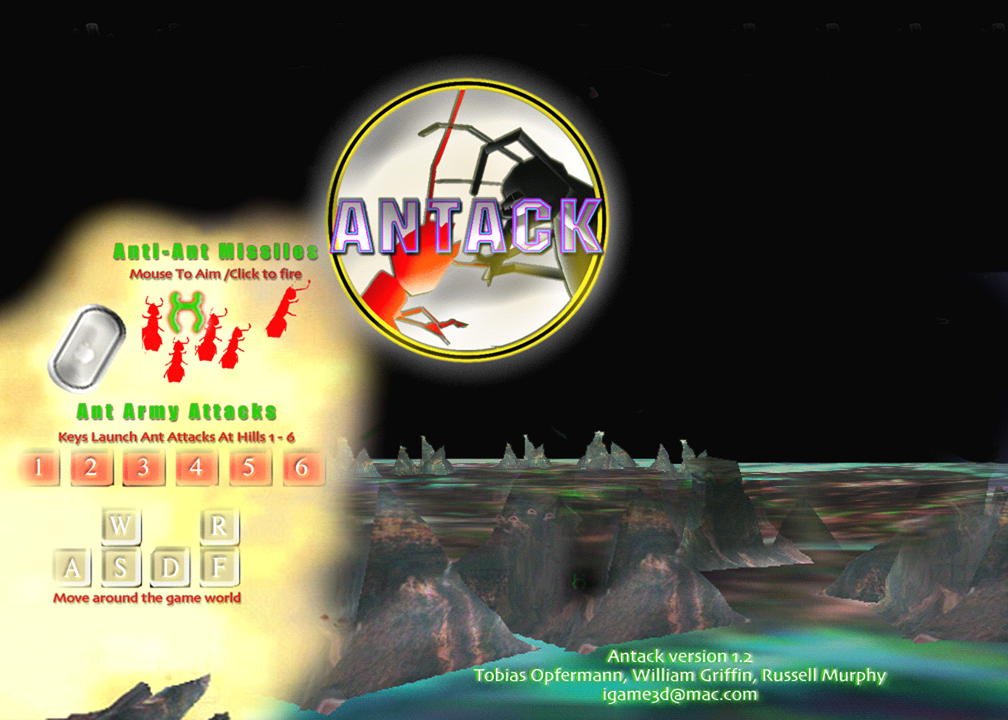 ANTACK
Anti-Ant Missiles
Mouse To Aim /Click to fire
Ant Army Attacks
Keys Launch Ant Attacks At Hills 1 - 6
1 2 3 4 5 6
W R
A S D F
Move around the game world
Antack version 1.2
Tobias Opfermann, William Griffin, Russell Murphy
igame3d@mac.com